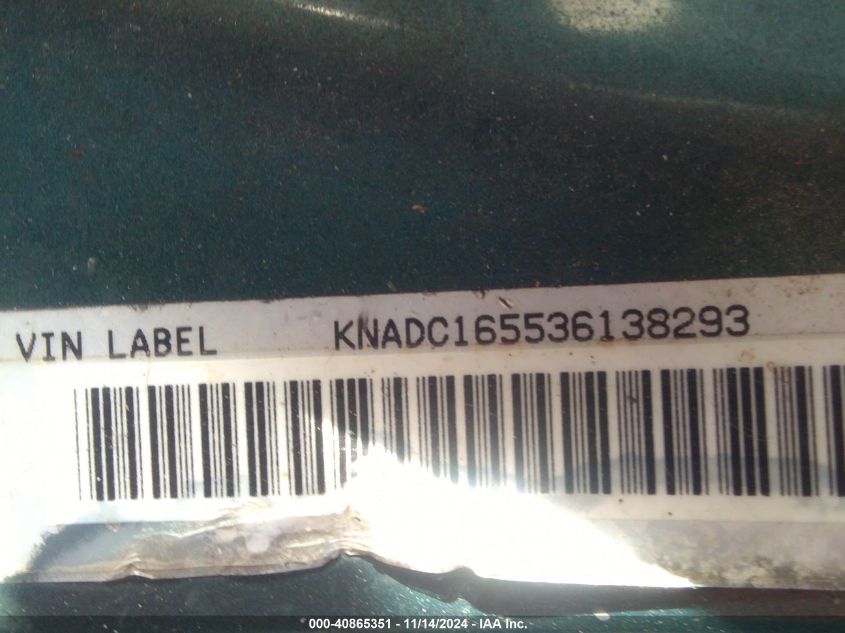 VIN LABEL KNADC165536138293
000-40865351 - 11/14/2024 - IAA Inc.